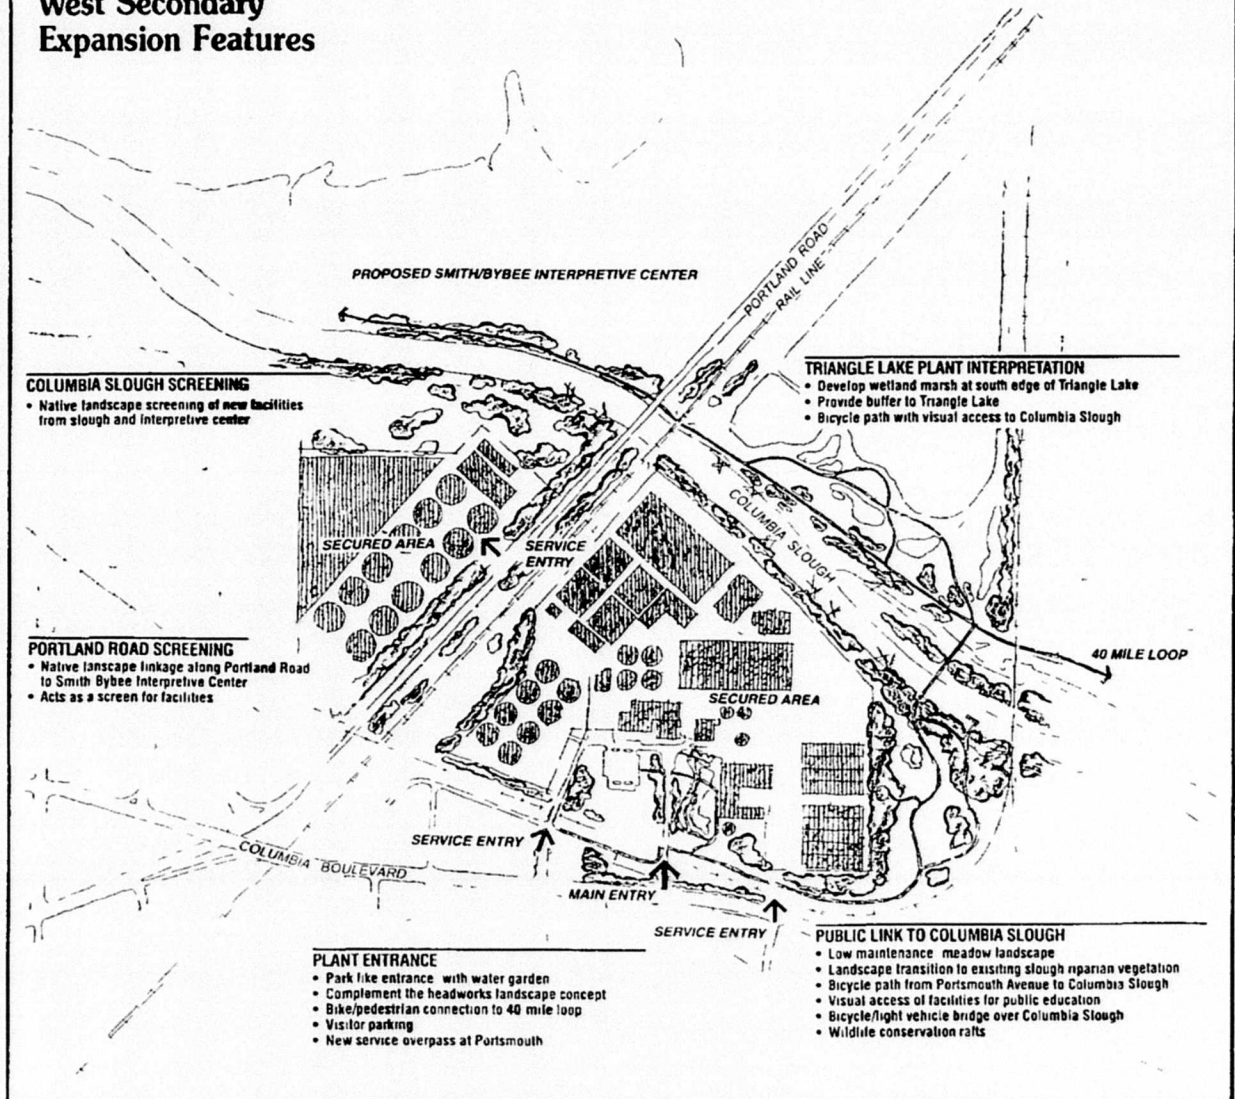 West Secondary
Expansion Features
PORTLAND ROAD
RAIL LINE
PROPOSED SMITH/BYBEE INTERPRETIVE CENTER
TRIANGLE LAKE PLANT INTERPRETATION
• Develop wetland marsh at south edge of Triangle Lake
• Provide buffer to Triangle Lake
• Bicycle path with visual access to Columbia Slough
COLUMBIA SLOUGH SCREENING
• Native landscape screening of new facilities
from slough and interpretive center
COLUMBIA SLOUGH
SECURED AREA
SERVICE
ENTRY
PORTLAND ROAD SCREENING
• Native lanscape linkage along Portland Road
to Smith Bybee Interpretive Center
• Acts as a screen for facilities
40 MILE LOOP
SECURED AREA
SERVICE ENTRY
COLUMBIA BOULEVARD
MAIN ENTRY
SERVICE ENTRY
PLANT ENTRANCE
• Park like entrance with water garden
• Complement the headworks landscape concept
• Bike/pedestrian connection to 40 mile loop
• Visitor parking
• New service overpass at Portsmouth
PUBLIC LINK TO COLUMBIA SLOUGH
• Low maintenance meadow landscape
• Landscape transition to exisiting slough riparian vegetation
• Bicycle path from Portsmouth Avenue to Columbia Slough
• Visual access of facilities for public education
• Bicycle/light vehicle bridge over Columbia Slough
• Wildlife conservation rafts